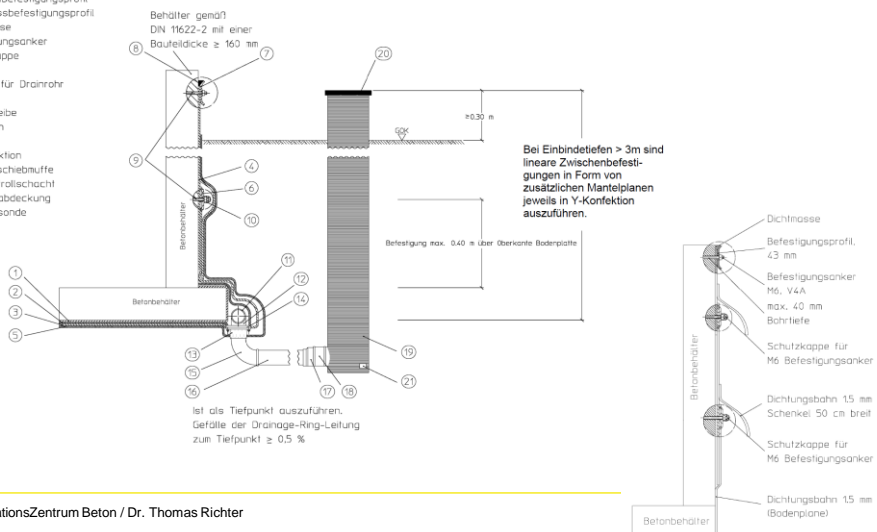 sbefestigungsprofil
ungsanker
für Drainrohr
Behälter gemäß
DIN 11622-2 mit einer
Bauteildicke ≥ 160 mm
8
7
20
≥0.30 m
GOK
9
4
6
10
Bei Einbindetiefen > 3m sind
lineare Zwischenbefesti-
gungen in Form von
zusätzlichen Mantelplanen
jeweils in Y-Konfektion
auszuführen.
Betonbehälter
Befestigung max. 0.40 m über Oberkante Bodenplatte
1
2
3
5
Betonbehälter
11
12
14
13
15
16
17
18
19
21
Ist als Tiefpunkt auszuführen.
Gefälle der Drainage-Ring-Leitung
zum Tiefpunkt ≥ 0,5 %
Dichtmasse
Befestigungsprofil,
43 mm
Befestigungsanker
M6, V4A
max. 40 mm
Bohrtiefe
Schutzkappe für
M6 Befestigungsanker
Betonbehälter
Dichtungsbahn 1.5 mm
Schenkel 50 cm breit
Schutzkappe für
M6 Befestigungsanker
Dichtungsbahn 1.5 mm
(Bodenplane)
Betonbehälter
ationsZentrum Beton / Dr. Thomas Richter